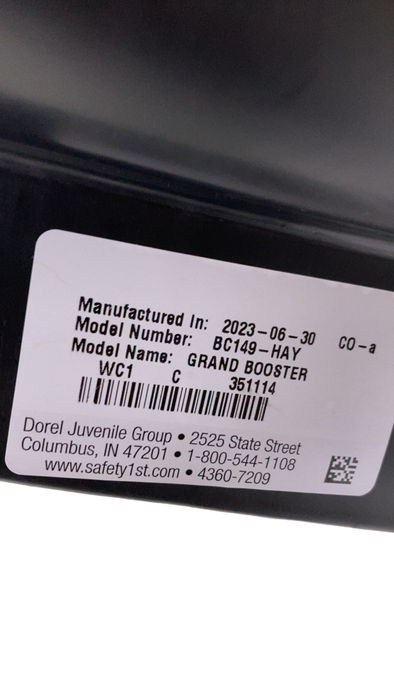 Manufactured In: 2023-06-30 CO-a
Model Number: BC149-HAY
Model Name: GRAND BOOSTER
WC1 C 351114
Dorel Juvenile Group • 2525 State Street
Columbus, IN 47201 • 1-800-544-1108
www.safety1st.com • 4360-7209